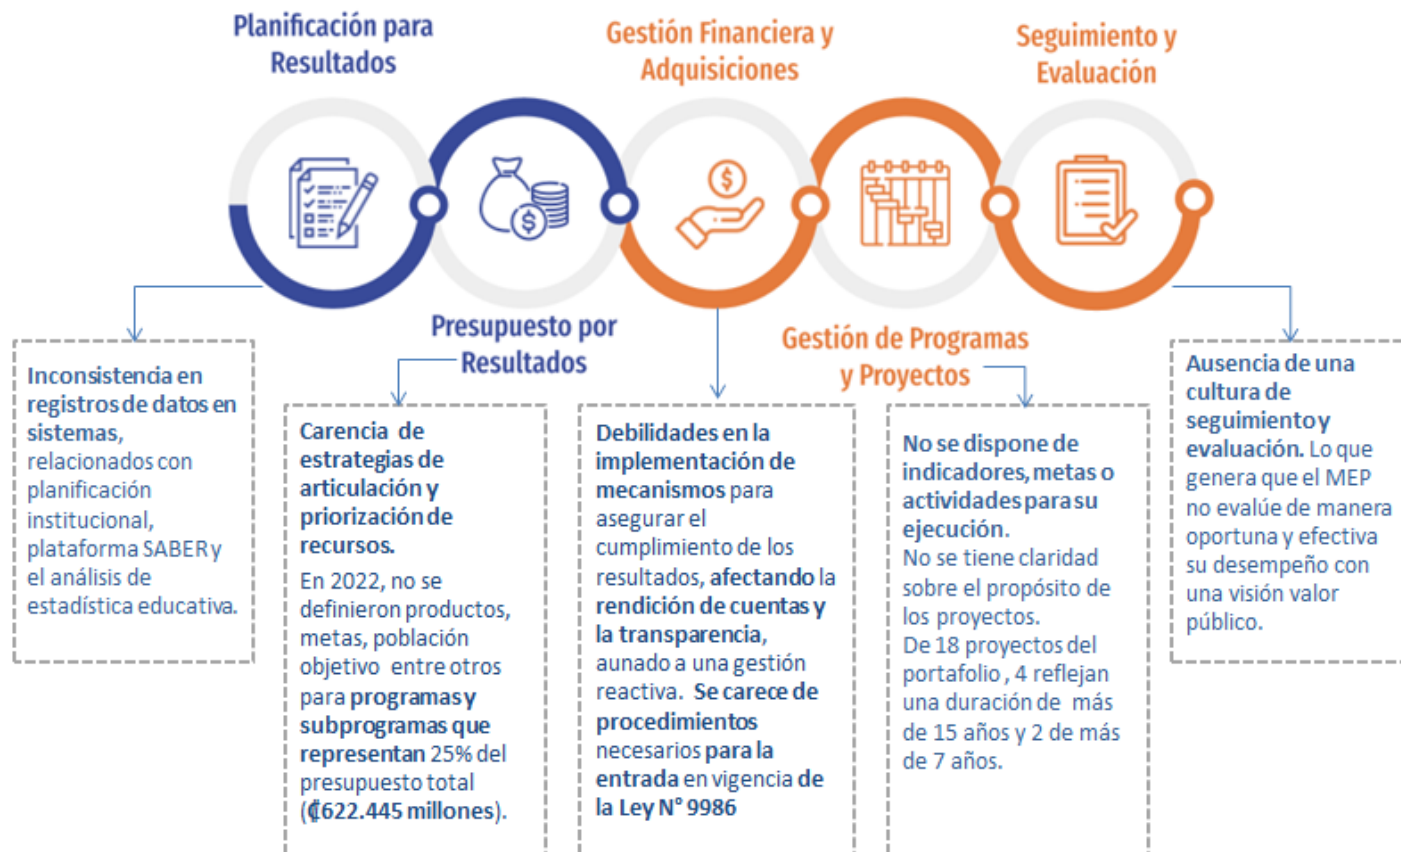 Planificación para
Resultados
Gestión Financiera y
Adquisiciones
Seguimiento y
Evaluación
$
$
Presupuesto por
Resultados
Gestión de Programas
y Proyectos
Inconsistencia en
registros de datos en
sistemas,
relacionados con
planificación
institucional,
plataforma SABER y
el análisis de
estadística educativa.
Carencia de
estrategias de
articulación y
priorización de
recursos.
En 2022, no se
definieron productos,
metas, población
objetivo entre otros
para programas y
subprogramas que
representan 25% del
presupuesto total
(₡622.445 millones).
Debilidades en la
implementación de
mecanismos para
asegurar el
cumplimiento de los
resultados, afectando la
rendición de cuentas y
la transparencia,
aunado a una gestión
reactiva. Se carece de
procedimientos
necesarios para la
entrada en vigencia de
la Ley N° 9986
No se dispone de
indicadores, metas o
actividades para su
ejecución.
No se tiene claridad
sobre el propósito de
los proyectos.
De 18 proyectos del
portafolio , 4 reflejan
una duración de más
de 15 años y 2 de más
de 7 años.
Ausencia de una
cultura de
seguimiento y
evaluación. Lo que
genera que el MEP
no evalúe de manera
oportuna y efectiva
su desempeño con
una visión valor
público.